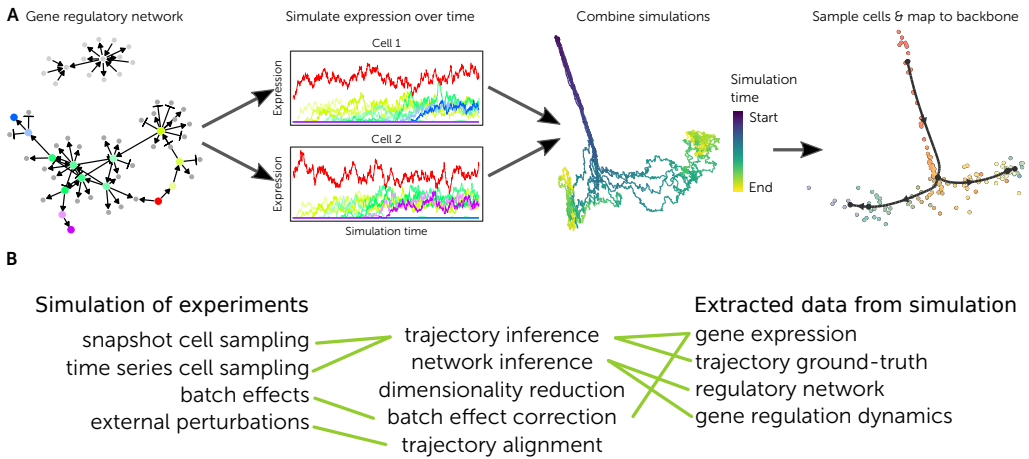 A
Gene regulatory network
Simulate expression over time
Combine simulations
Sample cells & map to backbone
Cell 1
Expression
Cell 2
Expression
Simulation time
Simulation
time
Start
End
B
Simulation of experiments
snapshot cell sampling
time series cell sampling
batch effects
external perturbations
trajectory inference
network inference
dimensionality reduction
batch effect correction
trajectory alignment
Extracted data from simulation
gene expression
trajectory ground-truth
regulatory network
gene regulation dynamics